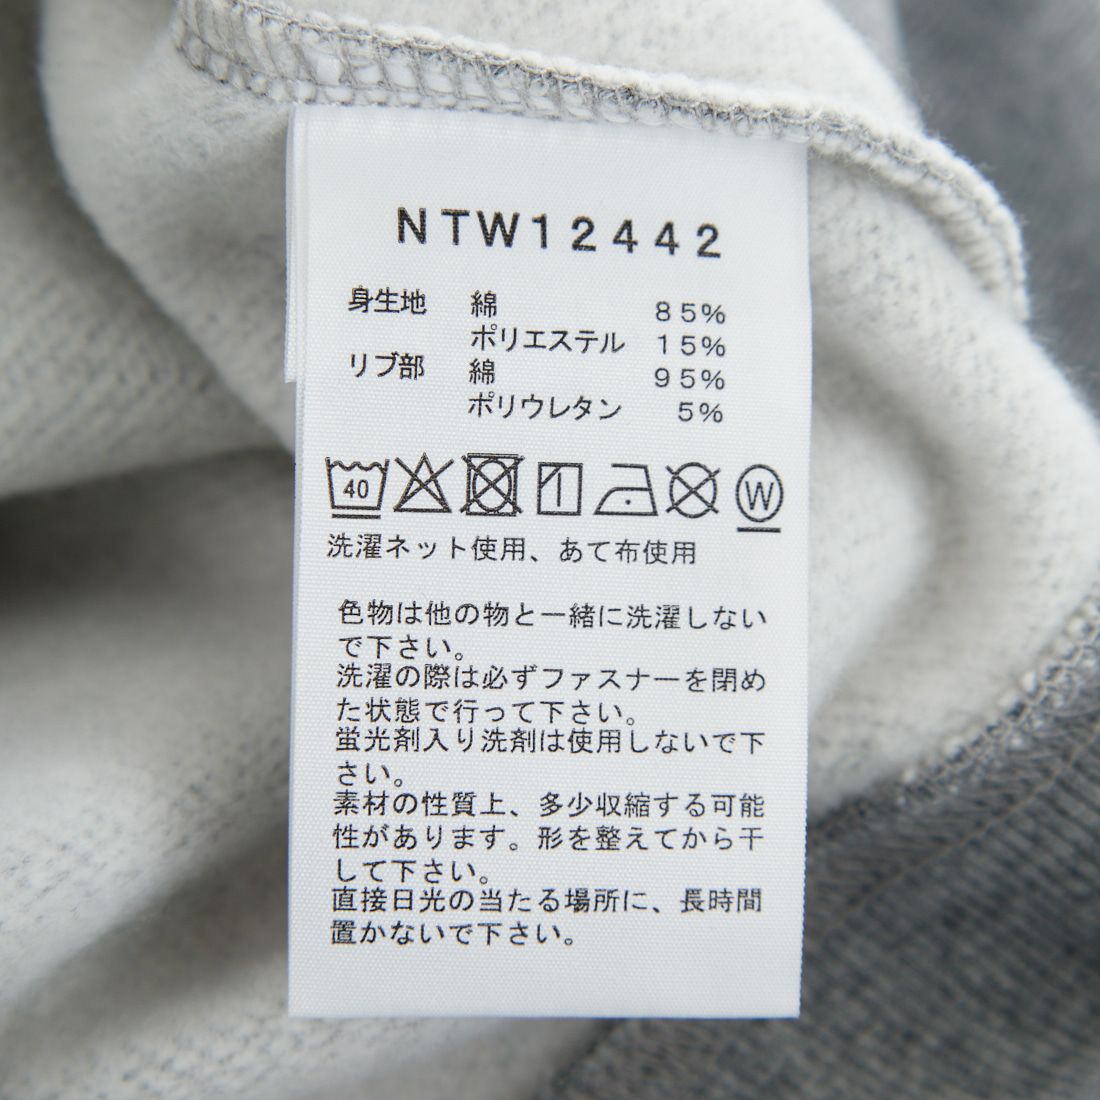 NTW12442
身生地 綿 85%
ポリエステル 15%
リブ部 綿 95%
ポリウレタン 5%
40 W
洗濯ネット使用、あて布使用
色物は他の物と一緒に洗濯しない
で下さい。
洗濯の際は必ずファスナーを閉め
た状態で行って下さい。
蛍光剤入り洗剤は使用しないで下
さい。
素材の性質上、多少収縮する可能
性があります。形を整えてから干
して下さい。
直接日光の当たる場所に、長時間
置かないで下さい。